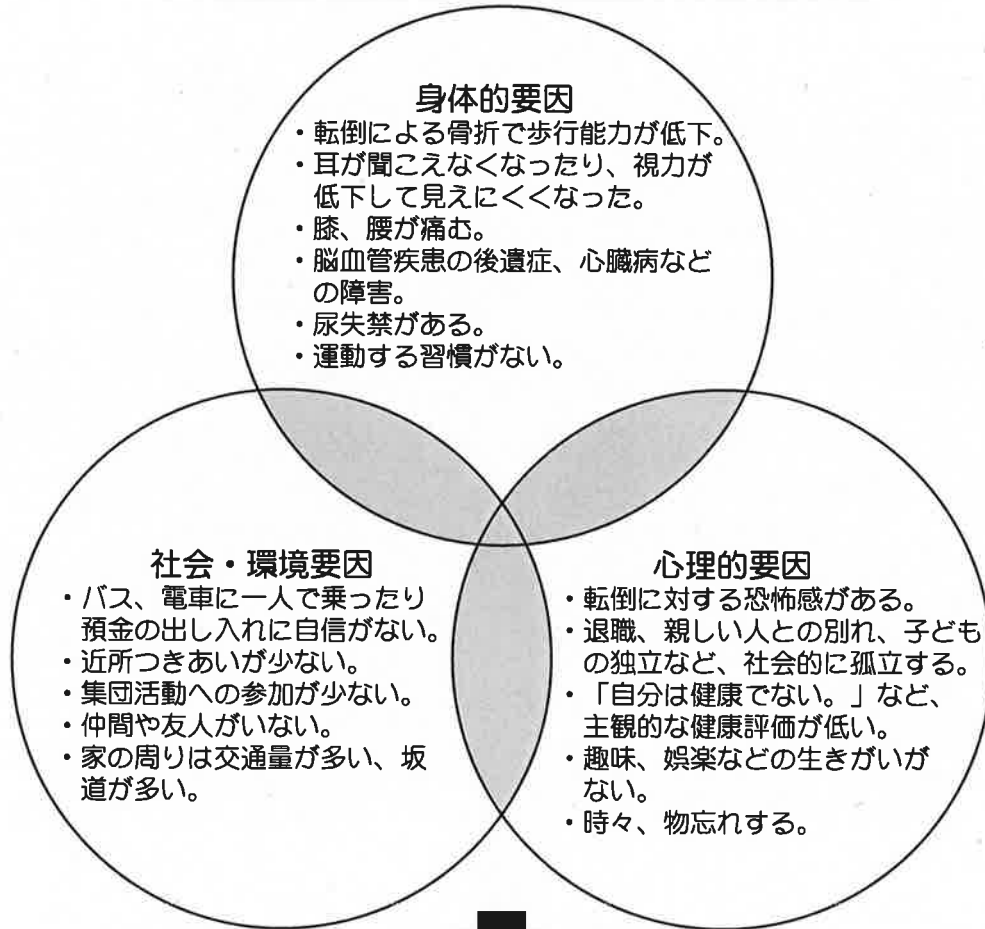 身体的要因
・転倒による骨折で歩行能力が低下。
・耳が聞こえなくなったり、視力が
低下して見えにくくなった。
・膝、腰が痛む。
・脳血管疾患の後遺症、心臓病など
の障害。
・尿失禁がある。
・運動する習慣がない。
社会・環境要因
・バス、電車に一人で乗ったり
預金の出し入れに自信がない。
・近所つきあいが少ない。
・集団活動への参加が少ない。
・仲間や友人がいない。
・家の周りは交通量が多い、坂
道が多い。
心理的要因
・転倒に対する恐怖感がある。
・退職、親しい人との別れ、子ども
の独立など、社会的に孤立する。
・「自分は健康でない。」など、
主観的な健康評価が低い。
・趣味、娯楽などの生きがいが
ない。
・時々、物忘れする。